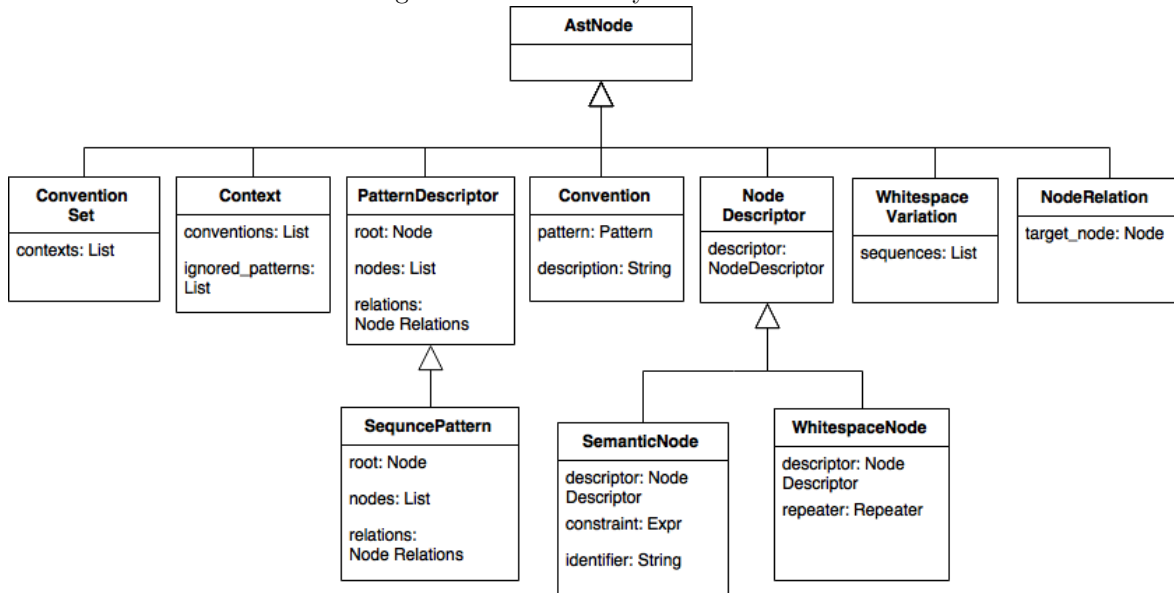 AstNode
Convention
Set
contexts: List
Context
conventions: List
ignored_patterns:
List
PatternDescriptor
root: Node
nodes: List
relations:
Node Relations
Convention
pattern: Pattern
description: String
Node
Descriptor
descriptor:
NodeDescriptor
Whitespace
Variation
sequences: List
NodeRelation
target_node: Node
SequncePattern
root: Node
nodes: List
relations:
Node Relations
SemanticNode
descriptor: Node
Descriptor
constraint: Expr
identifier: String
WhitespaceNode
descriptor: Node
Descriptor
repeater: Repeater